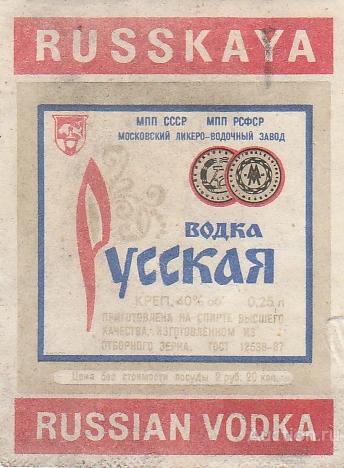 RUSSKAYA
МПП СССР МПП РСФСР
МОСКОВСКИЙ ЛИКЕРО-ВОДОЧНЫЙ ЗАВОД
ВОДКА
Русская
КРЕП. 40% об 0,25 л
ПРИГОТОВЛЕНА НА СПИРТЕ ВЫСШЕГО
КАЧЕСТВА, ИЗГОТОВЛЕННОМ ИЗ
ОТБОРНОГО ЗЕРНА. ГОСТ 12538-87
Цена без стоимости посуды 2 руб. 20 коп.
RUSSIAN VODKA